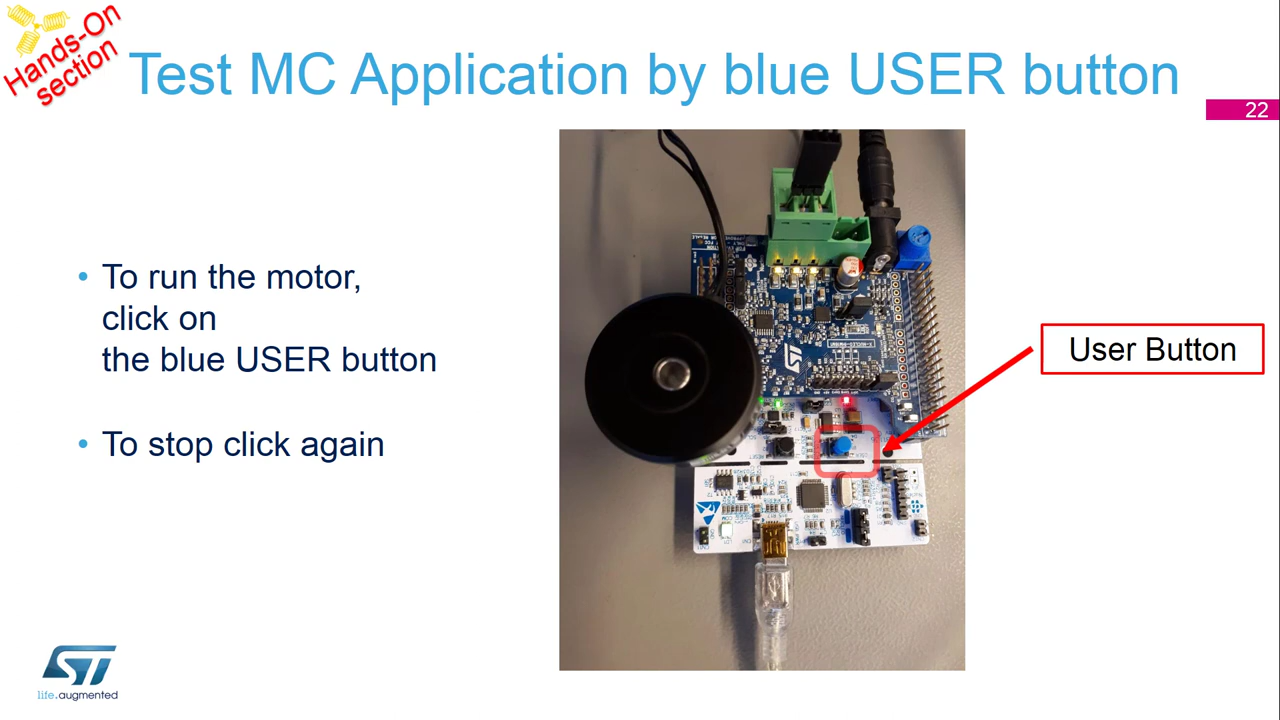 Hands-On
section
Test MC Application by blue USER button
22
• To run the motor,
click on
the blue USER button
• To stop click again
User Button
ST
life.augmented